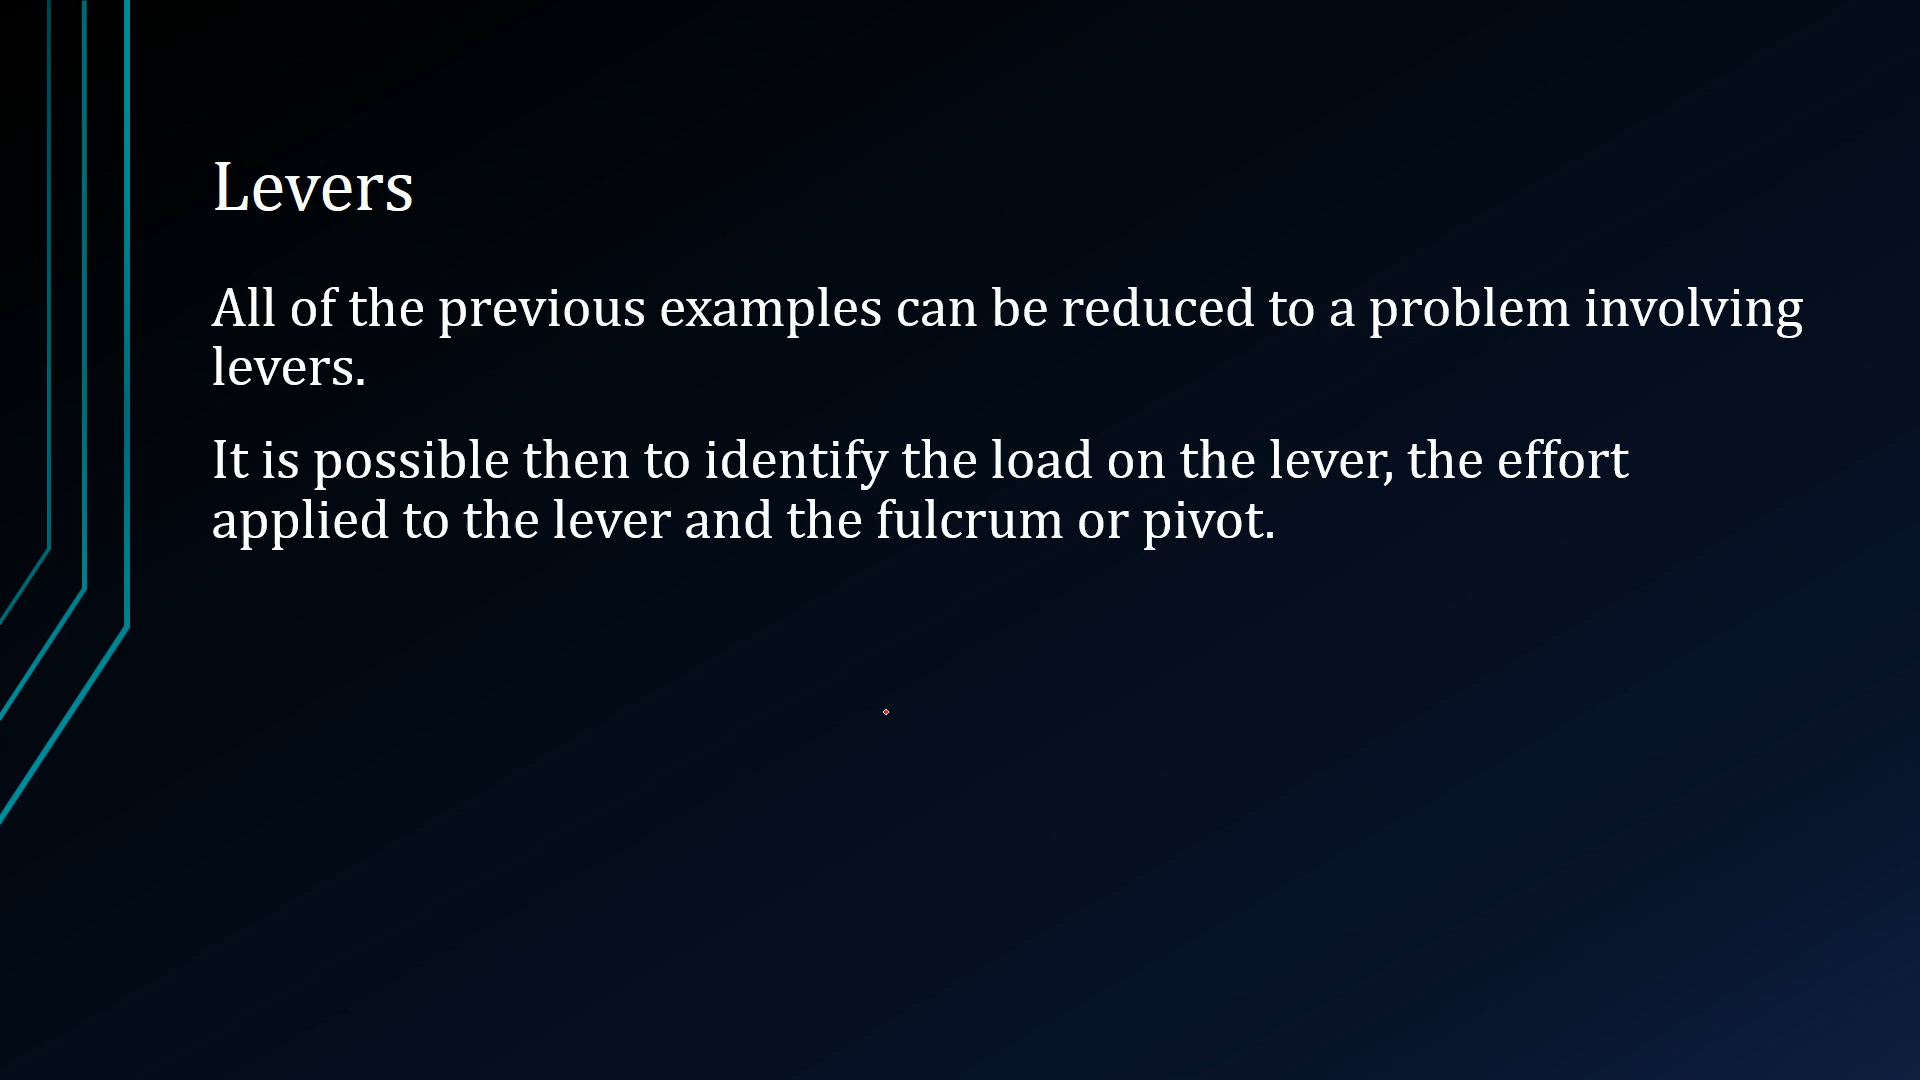 Levers
All of the previous examples can be reduced to a problem involving
levers.
It is possible then to identify the load on the lever, the effort
applied to the lever and the fulcrum or pivot.